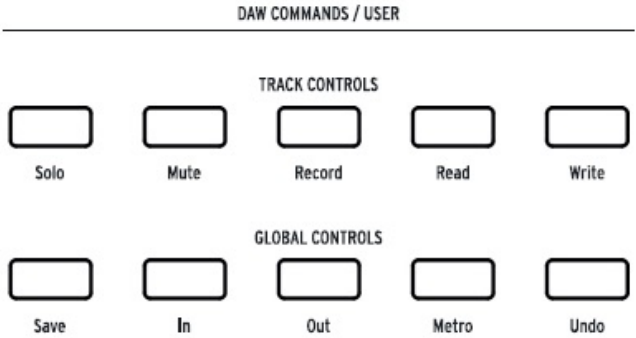 DAW COMMANDS / USER
TRACK CONTROLS
Solo Mute Record Read Write
GLOBAL CONTROLS
Save In Out Metro Undo